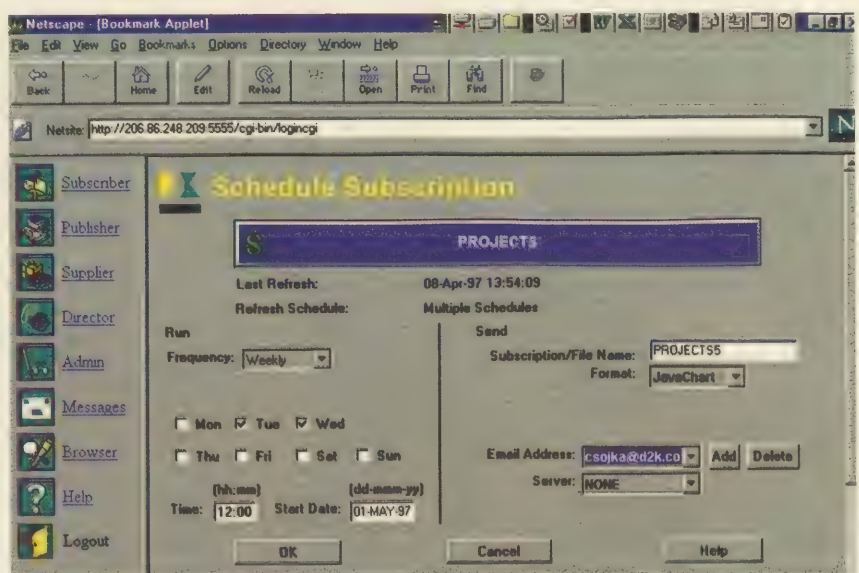 Netscape - [Bookmark Applet]
File Edit View Go Bookmarks Options Directory Window Help
Back Home Edit Reload Open Print Find
Netsite: http://206.86.248.209:5555/cgi-bin/logincgi
N
Subscriber
Publisher
Supplier
Director
Admin
Messages
Browser
Help
Logout
Schedule Subscription
PROJECTS
Last Refresh: 08-Apr-97 13:54:09
Refresh Schedule: Multiple Schedules
Run
Frequency: Weekly
Mon Tue Wed
Thu Fri Sat Sun
(hh:mm) (dd-mmm-yy)
Time: 12:00 Start Date: 01-MAY-97
Send
Subscription/File Name: PROJECTS5
Format: JavaChart
Email Address: csojka@d2k.co Add Delete
Server: NONE
OK Cancel Help